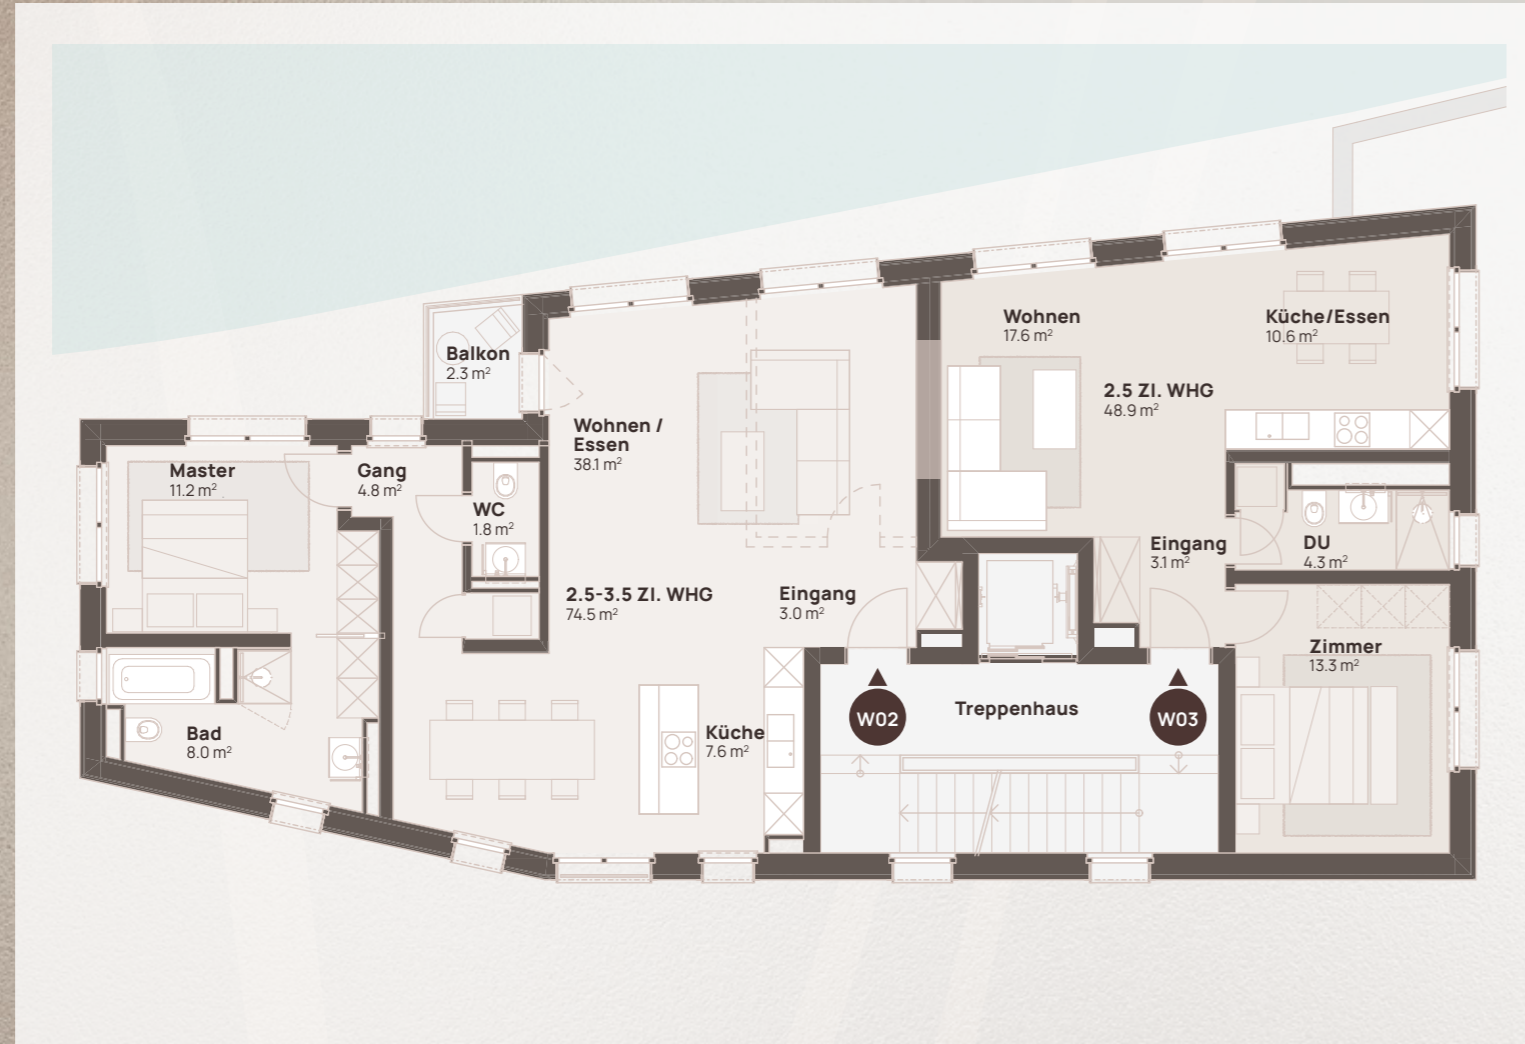 Balkon
2.3 m²
Wohnen /
Essen
38.1 m²
Master
11.2 m²
Gang
4.8 m²
WC
1.8 m²
2.5-3.5 ZI. WHG
74.5 m²
Eingang
3.0 m²
Bad
8.0 m²
Küche
7.6 m²
Wohnen
17.6 m²
Küche/Essen
10.6 m²
2.5 ZI. WHG
48.9 m²
Eingang
3.1 m²
DU
4.3 m²
Zimmer
13.3 m²
W02
Treppenhaus
W03